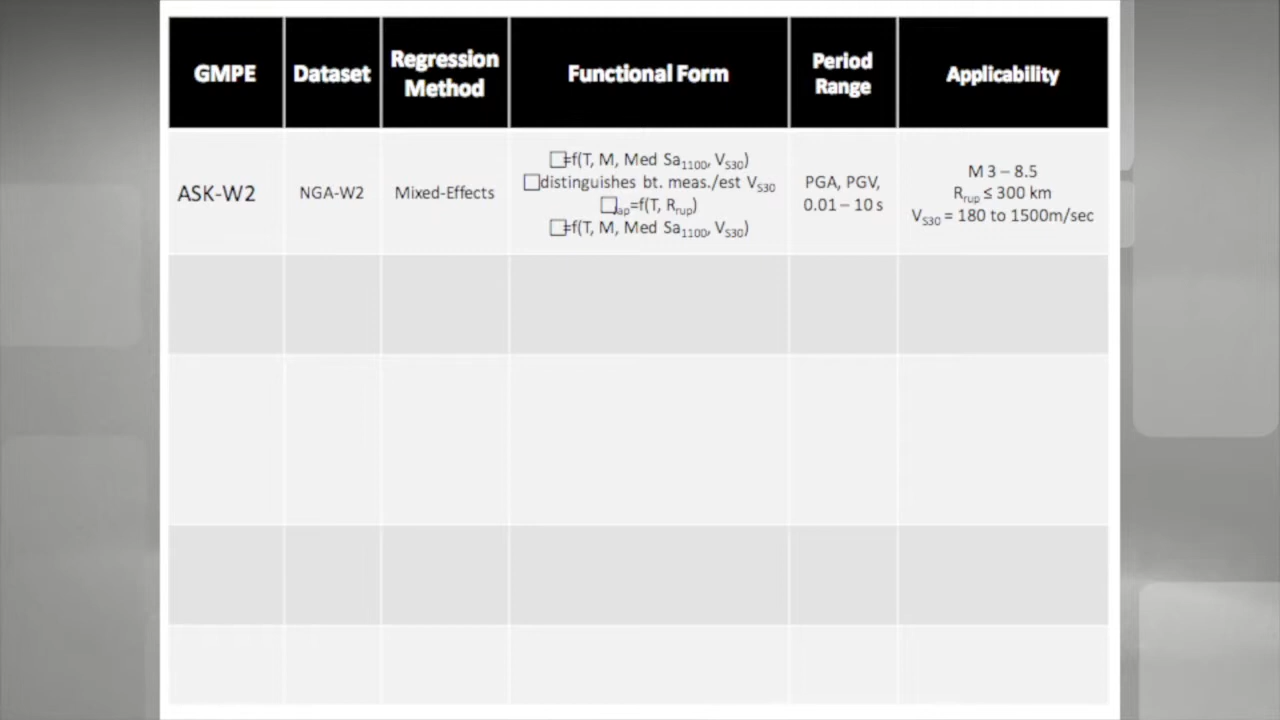 GMPE
Dataset
Regression
Method
Functional Form
Period
Range
Applicability
ASK-W2
NGA-W2
Mixed-Effects
□=f(T, M, Med Sa1100, VS30)
□distinguishes bt. meas./est VS30
□ap=f(T, Rrup)
□=f(T, M, Med Sa1100, VS30)
PGA, PGV,
0.01 – 10 s
M 3 – 8.5
Rrup ≤ 300 km
VS30 = 180 to 1500m/sec